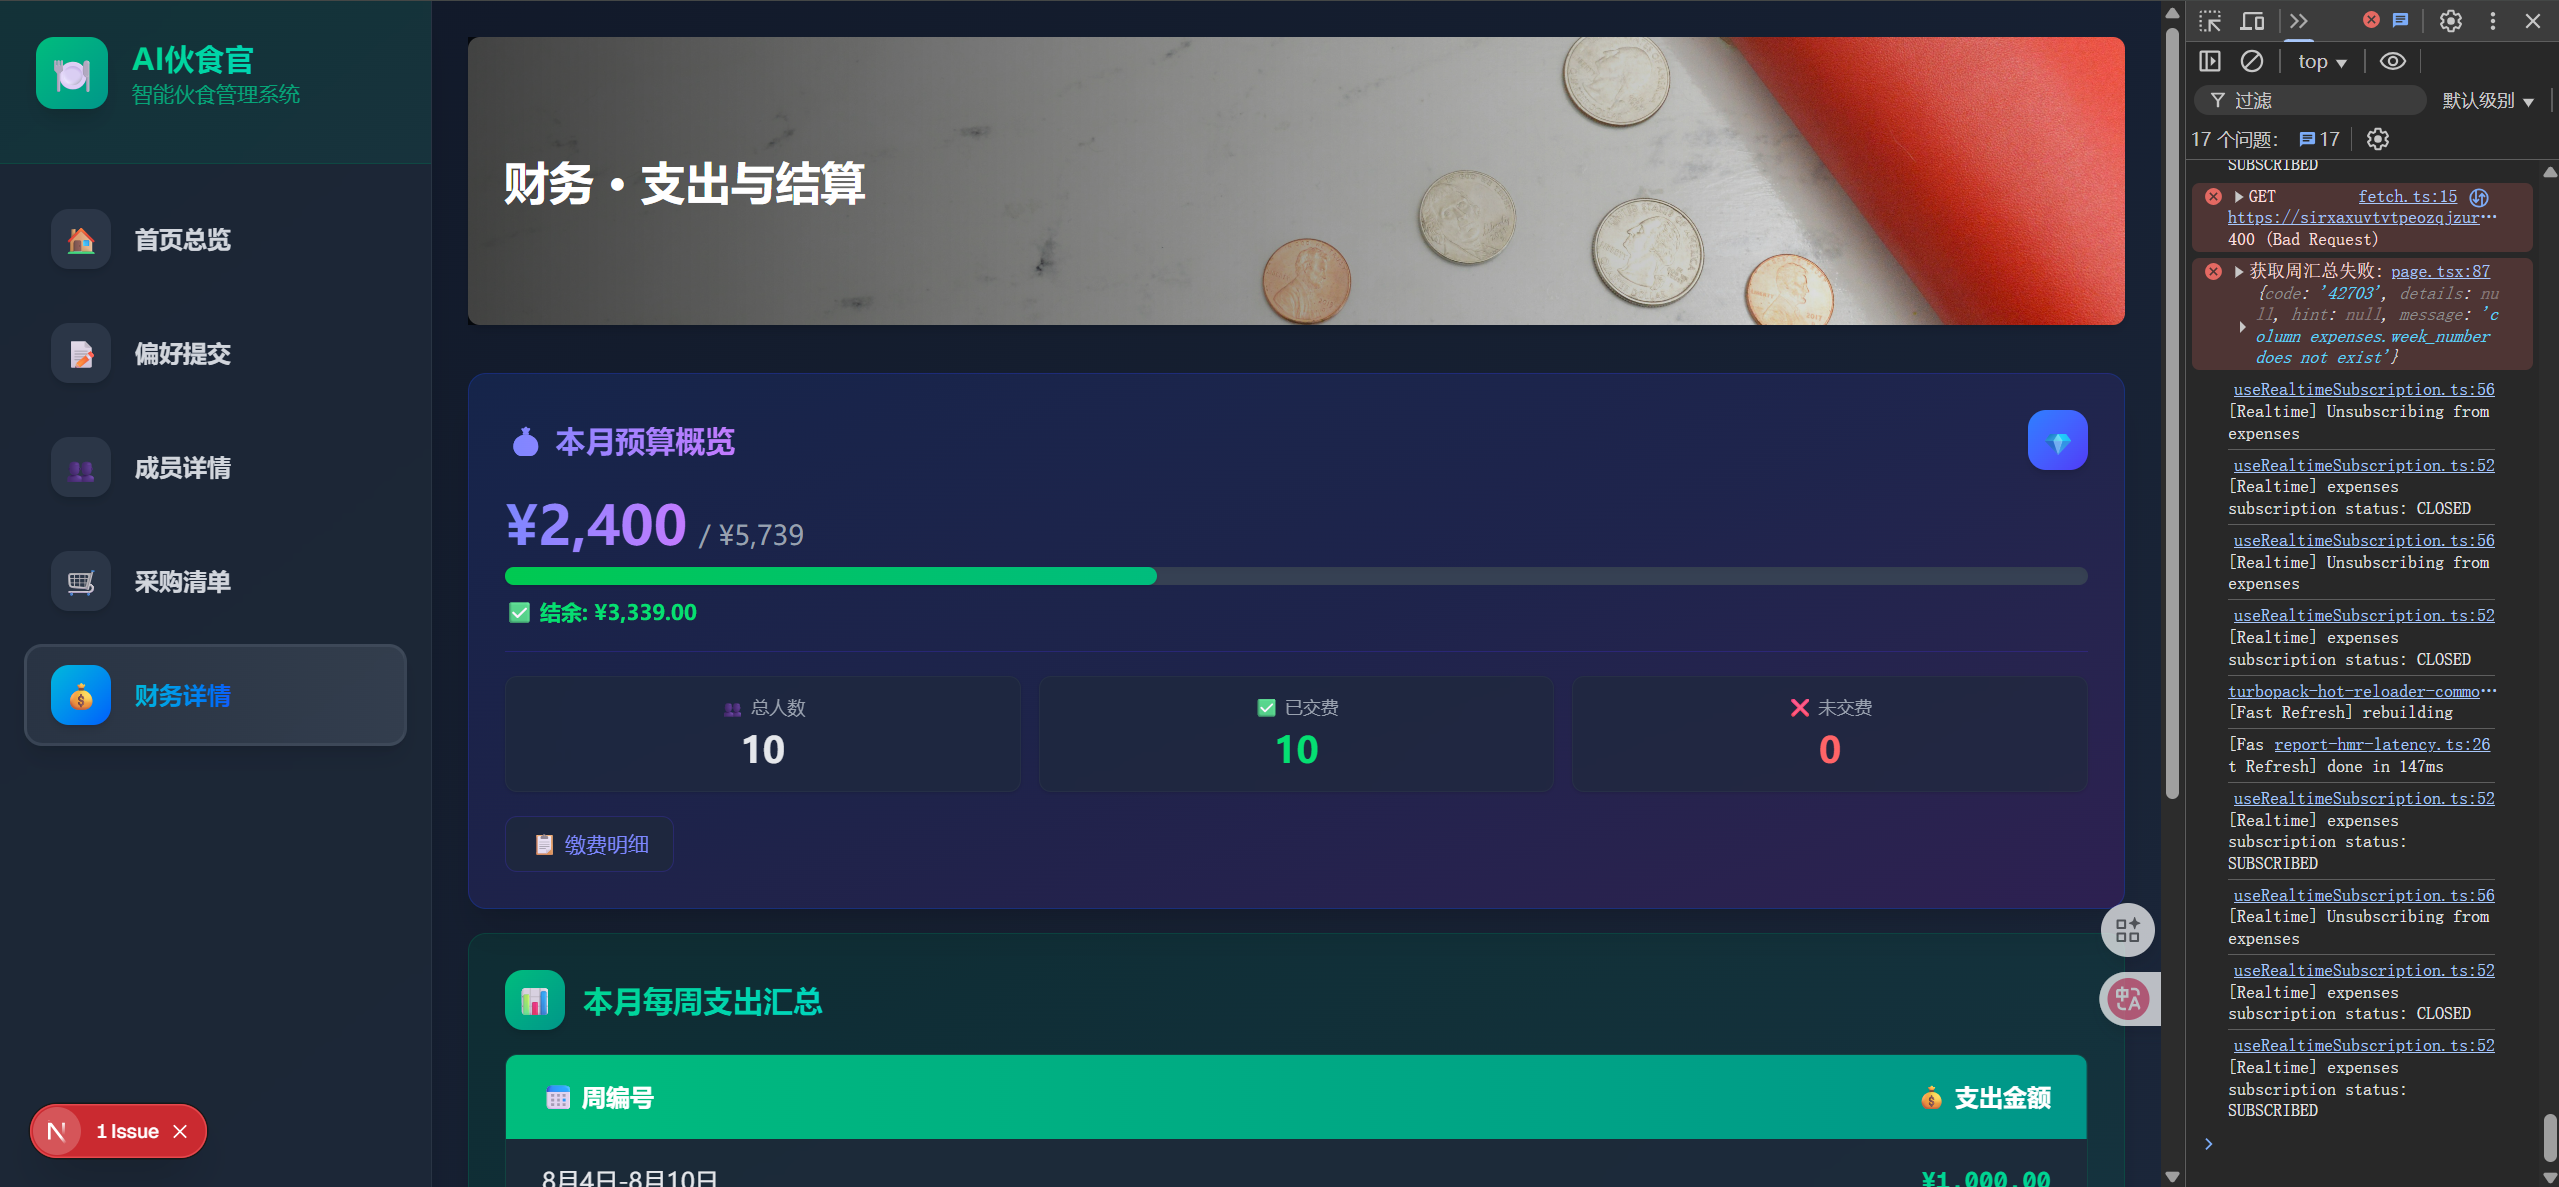 AI伙食官
智能伙食管理系统
首页总览
偏好提交
成员详情
采购清单
财务详情
1 Issue
财务·支出与结算
本月预算概览
¥2,400 / ¥5,739
结余: ¥3,339.00
总人数
10
已交费
10
未交费
0
缴费明细
本月每周支出汇总
周编号
支出金额
8月4日-8月10日
¥1,000.00
top
过滤
默认级别
17 个问题:
17
SUBSCRIBED
GET fetch.ts:15
https://sirxaxuvtvtpeozqjzur…
400 (Bad Request)
获取周汇总失败: page.tsx:87
{code: '42703', details: nu
ll, hint: null, message: 'c
olumn expenses.week_number
does not exist'}
useRealtimeSubscription.ts:56
[Realtime] Unsubscribing from
expenses
useRealtimeSubscription.ts:52
[Realtime] expenses
subscription status: CLOSED
useRealtimeSubscription.ts:56
[Realtime] Unsubscribing from
expenses
useRealtimeSubscription.ts:52
[Realtime] expenses
subscription status: CLOSED
turbopack-hot-reloader-commo…
[Fast Refresh] rebuilding
[Fas report-hmr-latency.ts:26
t Refresh] done in 147ms
useRealtimeSubscription.ts:52
[Realtime] expenses
subscription status:
SUBSCRIBED
useRealtimeSubscription.ts:56
[Realtime] Unsubscribing from
expenses
useRealtimeSubscription.ts:52
[Realtime] expenses
subscription status: CLOSED
useRealtimeSubscription.ts:52
[Realtime] expenses
subscription status:
SUBSCRIBED